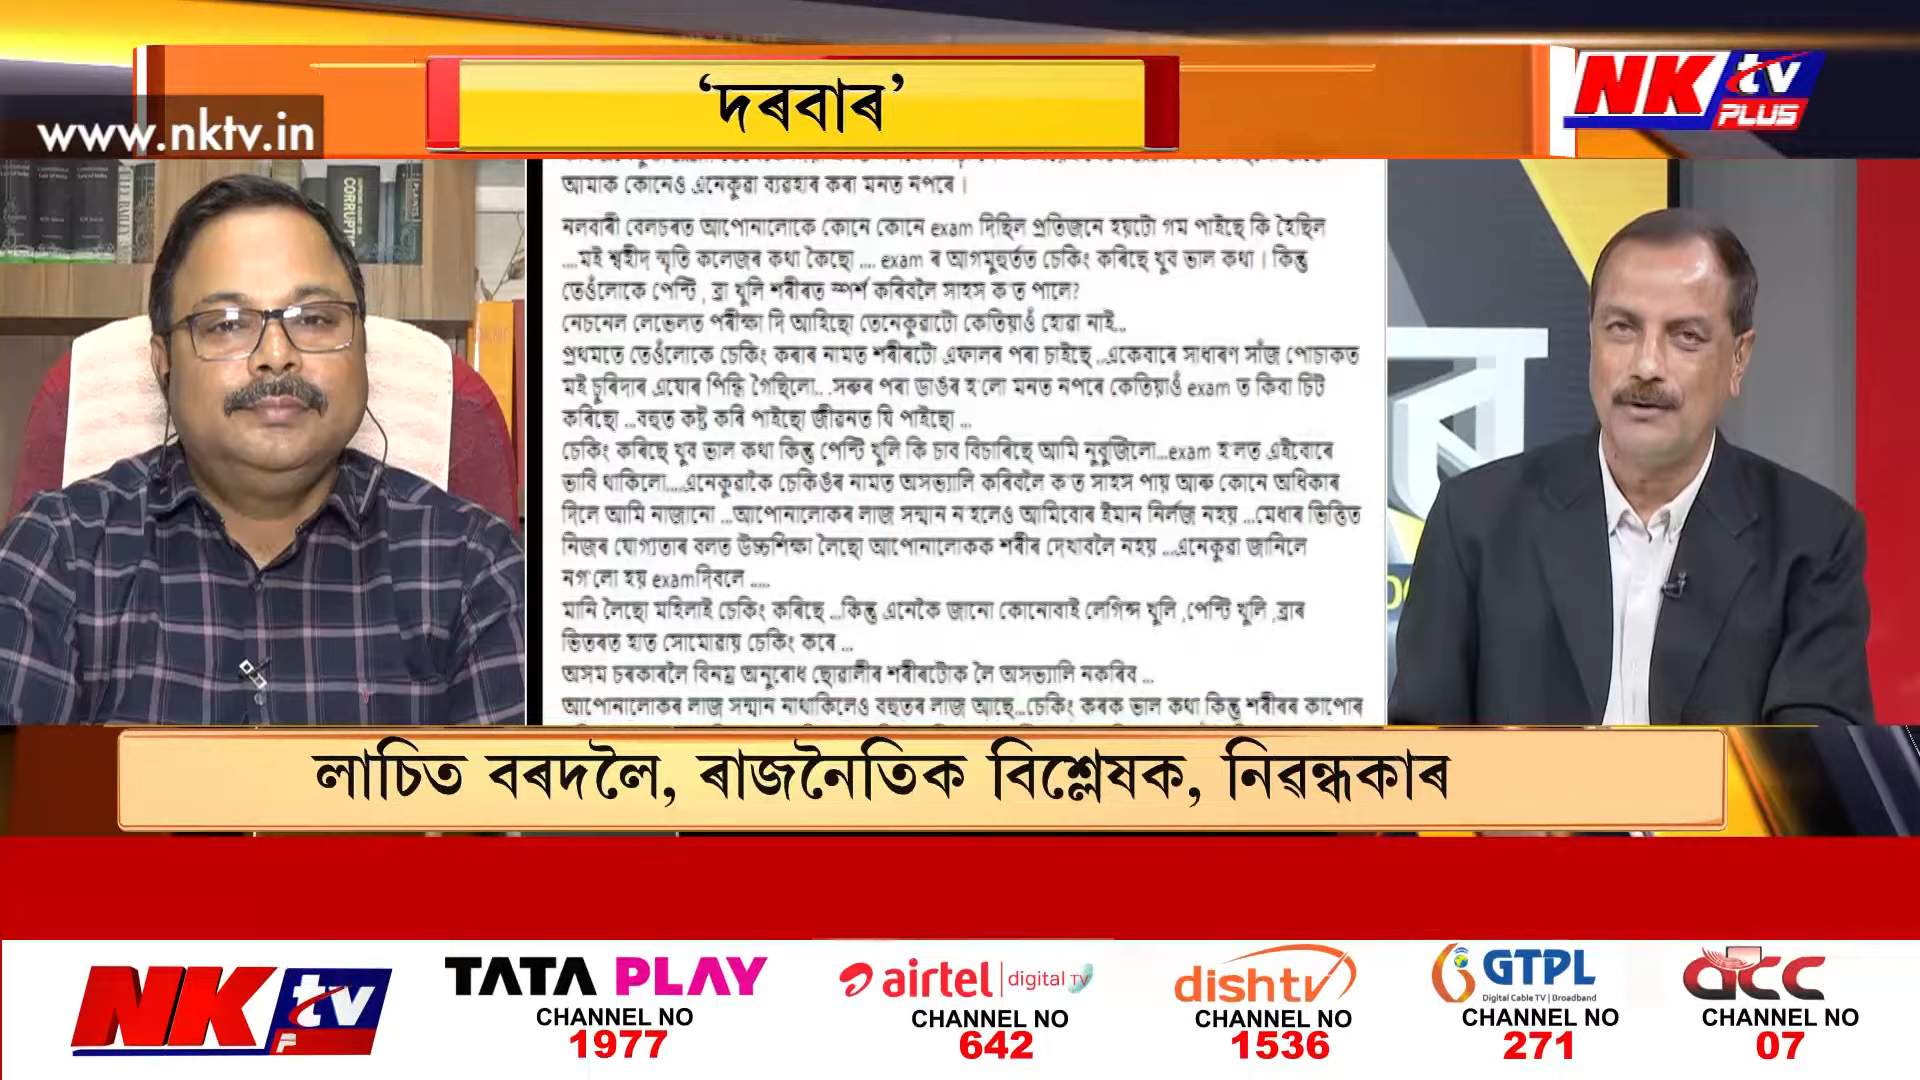 ‘দৰবাৰ’
NK tv PLUS
www.nktv.in
আমাক কোনেও এনেকুৱা ব্যৱহাৰ কৰা মনত নপৰে ।
নলবাৰী বেলচৰত আপোনালোকে কোনে কোনে exam দিছিল প্ৰতিজনে হয়টো গম পাইছে কি হৈছিল
....মই শ্বহীদ স্মৃতি কলেজৰ কথা কৈছো .... exam ৰ আগমুহুৰ্তত চেকিং কৰিছে খুব ভাল কথা । কিন্তু
তেওঁলোকে পেন্টি , ব্ৰা খুলি শৰীৰত স্পৰ্শ কৰিবলৈ সাহস ক ত পালে?
নেচনেল লেভেলত পৰীক্ষা দি আহিছো তেনেকুৱাটো কেতিয়াওঁ হোৱা নাই...
প্ৰথমতে তেওঁলোকে চেকিং কৰাৰ নামত শৰীৰটো এফালৰ পৰা চাইছে ...একেবাৰে সাধাৰণ সাঁজ পোচাকত
মই চুৰিদাৰ এযোৰ পিন্ধি গৈছিলো.. .সৰুৰ পৰা ডাঙৰ হ'লো মনত নপৰে কেতিয়াওঁ exam ত কিবা চিট
কৰিছো ...বহুত কষ্ট কৰি পাইছো জীৱনত যি পাইছো ...
চেকিং কৰিছে খুব ভাল কথা কিন্তু পেন্টি খুলি কি চাব বিচাৰিছে আমি নুবুজিলো...exam হ'লত এইবোৰে
ভাবি থাকিলো....এনেকুৱাকৈ চেকিঙৰ নামত অসভ্যালি কৰিবলৈ ক ত সাহস পায় আৰু কোনে অধিকাৰ
দিলে আমি নাজানো ...আপোনালোকৰ লাজ সন্মান ন হলেও আমিবোৰ ইমান নিৰ্লজ নহয় ...মেধাৰ ভিত্তিত
নিজৰ যোগ্যতাৰ বলত উচ্চশিক্ষা লৈছো আপোনালোকক শৰীৰ দেখাবলৈ নহয় ...এনেকুৱা জানিলে
নগ'লো হয় examদিবলে ....
মানি লৈছো মহিলাই চেকিং কৰিছে ...কিন্তু এনেকৈ জানো কোনোবাই লেগিন্স খুলি ,পেন্টি খুলি ,ব্ৰাৰ
ভিতৰত হাত সোমোৱায় চেকিং কৰে ...
অসম চৰকাৰলৈ বিনম্ৰ অনুৰোধ ছোৱালীৰ শৰীৰটোক লৈ অসভ্যালি নকৰিব ...
আপোনালোকৰ লাজ সন্মান নাথাকিলেও বহুতৰ লাজ আছে...চেকিং কৰক ভাল কথা কিন্তু শৰীৰৰ কাপোৰ
CORRUPTION
লাচিত বৰদলৈ, ৰাজনৈতিক বিশ্লেষক, নিৱন্ধকাৰ
NK tv P
TATA PLAY
CHANNEL NO
1977
airtel digital TV
CHANNEL NO
642
dishtv
CHANNEL NO
1536
GTPL
Digital Cable TV | Broadband
CHANNEL NO
271
acc
CHANNEL NO
07